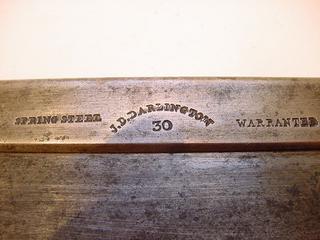 SPRING STEEL
J.D. DARLINGTON
30
WARRANTED